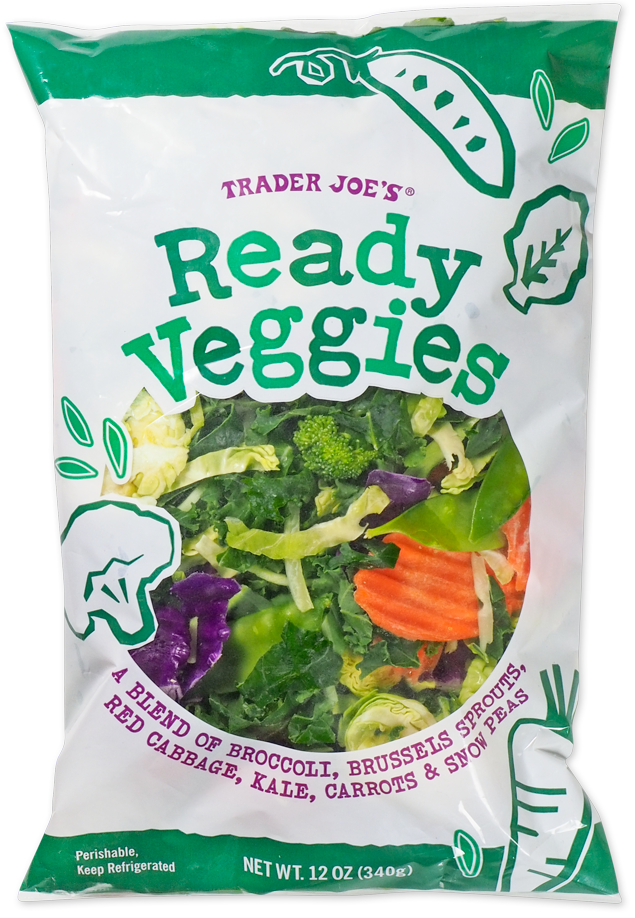 TRADER JOE'S®
Ready
Veggies
A BLEND OF BROCCOLI, BRUSSELS SPROUTS,
RED CABBAGE, KALE, CARROTS & SNOW PEAS
Perishable,
Keep Refrigerated
NET WT. 12 OZ (340g)